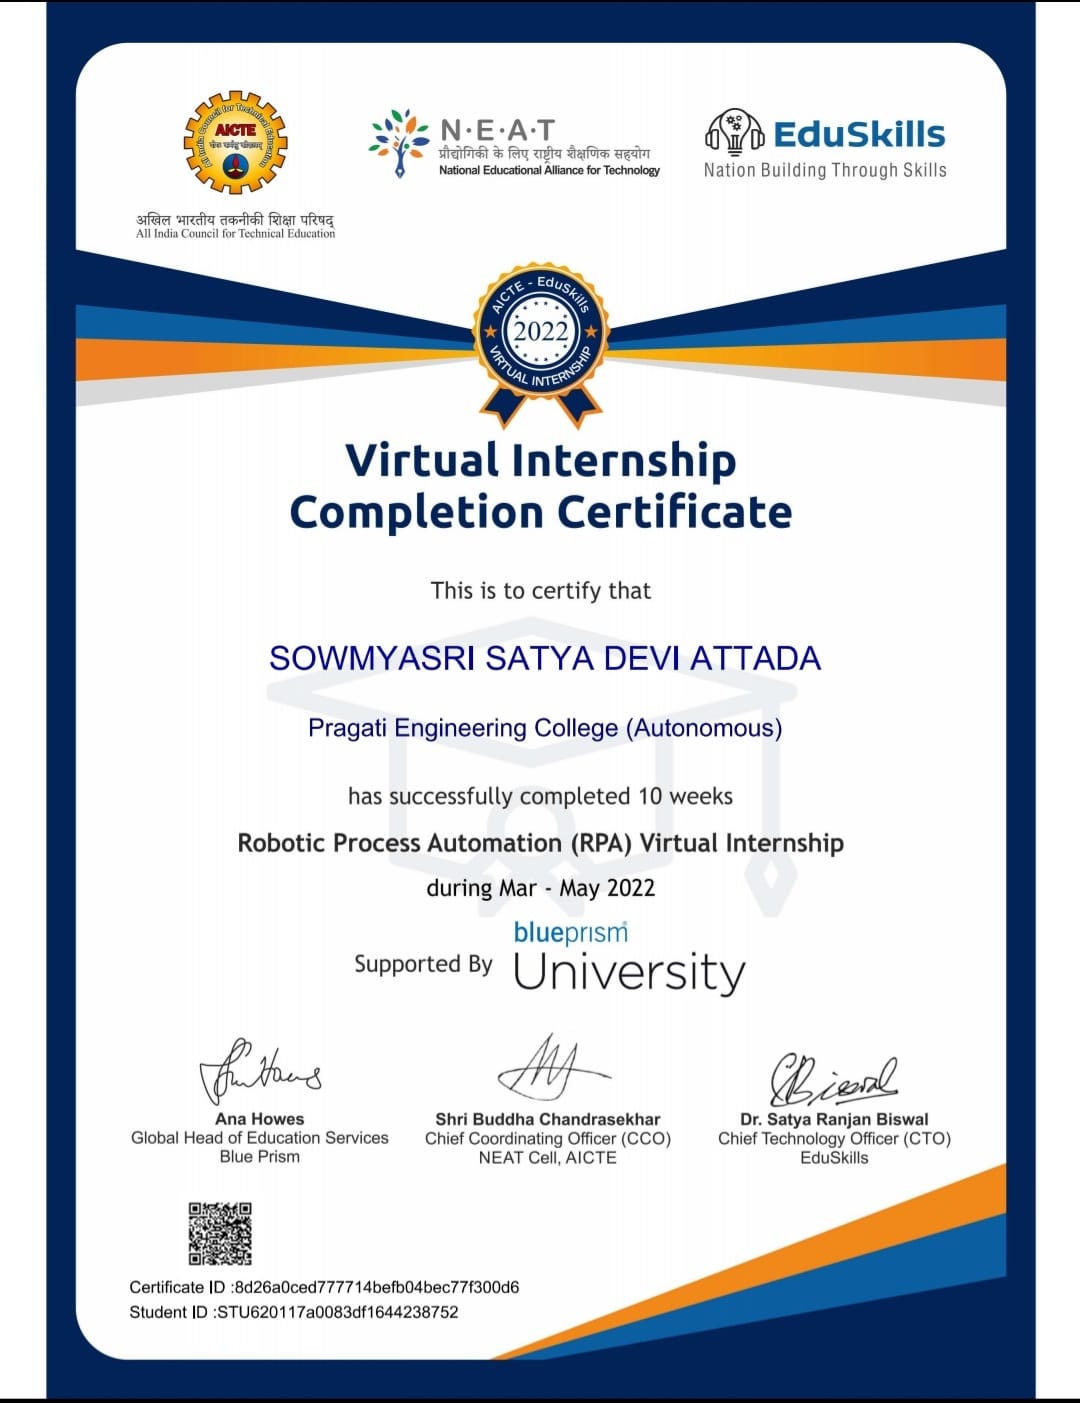 All India Council for Technical Education
AICTE
अखिल भारतीय तकनीकी शिक्षा परिषद्
All India Council for Technical Education
N·E·A·T
प्रौद्योगिकी के लिए राष्ट्रीय शैक्षणिक सहयोग
National Educational Alliance for Technology
EduSkills
Nation Building Through Skills
AICTE - EduSkills
2022
VIRTUAL INTERNSHIP
Virtual Internship
Completion Certificate
This is to certify that
SOWMYASRI SATYA DEVI ATTADA
Pragati Engineering College (Autonomous)
has successfully completed 10 weeks
Robotic Process Automation (RPA) Virtual Internship
during Mar - May 2022
Supported By
blueprism
University
Ana Howes
Global Head of Education Services
Blue Prism
Shri Buddha Chandrasekhar
Chief Coordinating Officer (CCO)
NEAT Cell, AICTE
Dr. Satya Ranjan Biswal
Chief Technology Officer (CTO)
EduSkills
Certificate ID :8d26a0ced777714befb04bec77f300d6
Student ID :STU620117a0083df1644238752